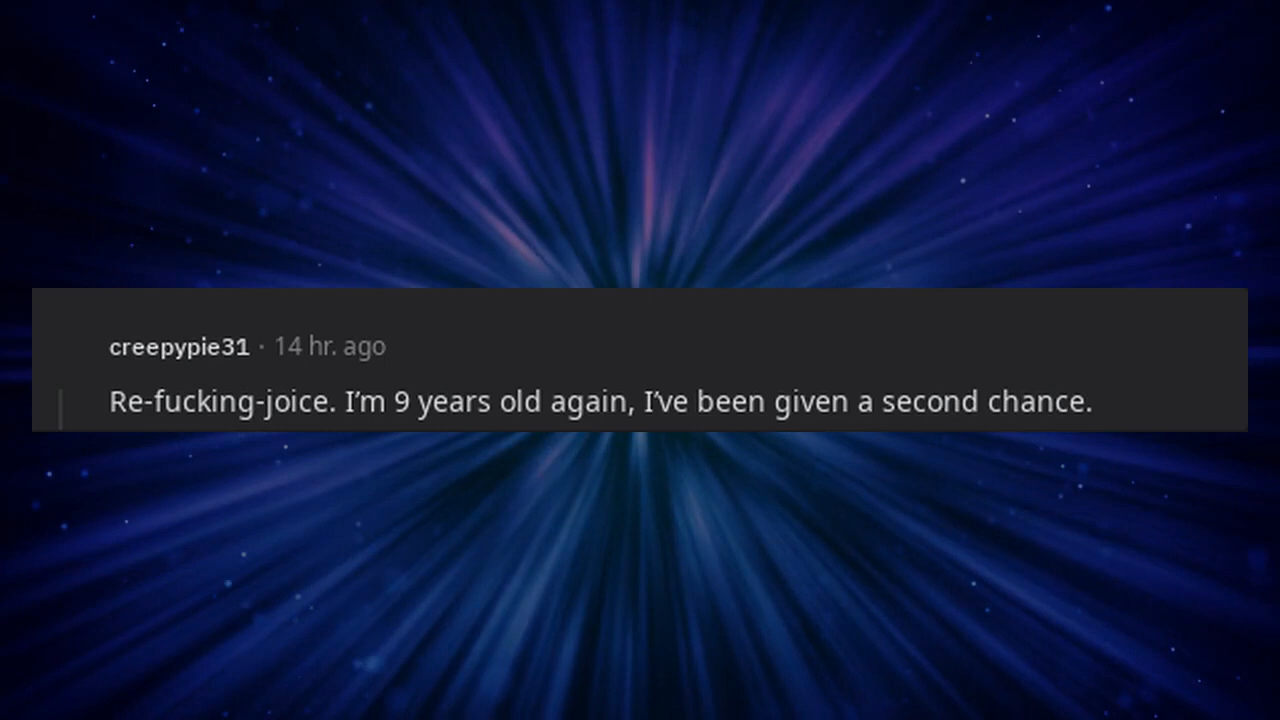 creepypie31 · 14 hr. ago
Re-fucking-joice. I’m 9 years old again, I’ve been given a second chance.